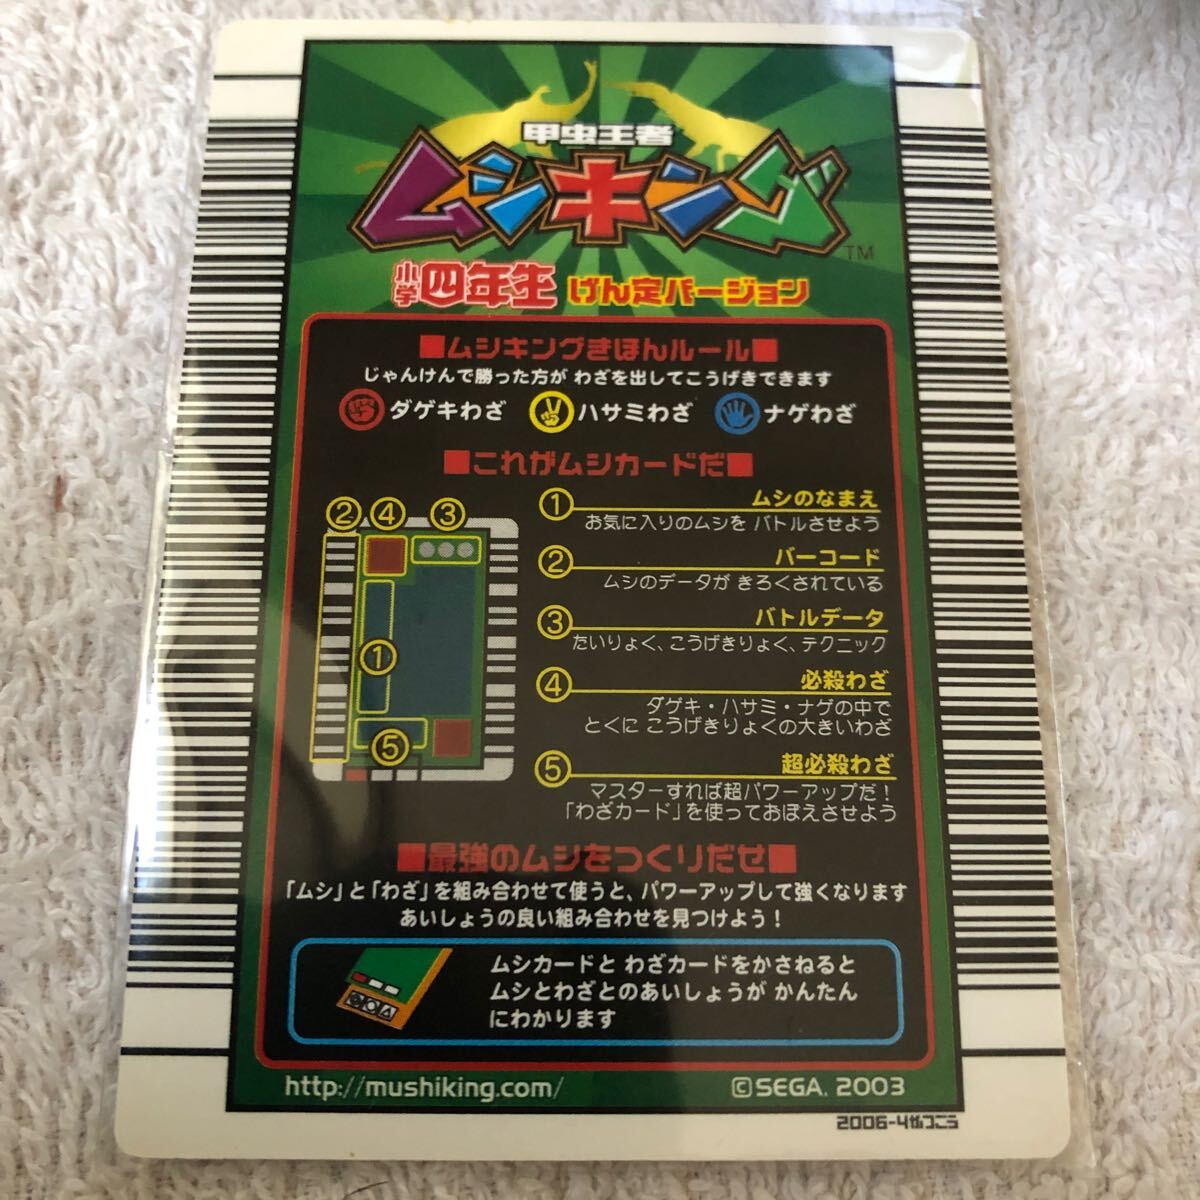 甲虫王者
ムシキング
TM
小学四年生 げん定バージョン
■ムシキングきほんルール■
じゃんけんで勝った方が わざを出してこうげきできます
ダゲキわざ ハサミわざ ナゲわざ
■これがムシカードだ■
② ④ ③
①
⑤
① ムシのなまえ
お気に入りのムシを バトルさせよう
② バーコード
ムシのデータが きろくされている
③ バトルデータ
たいりょく、こうげきりょく、テクニック
④ 必殺わざ
ダゲキ・ハサミ・ナゲの中で
とくに こうげきりょくの大きいわざ
⑤ 超必殺わざ
マスターすれば超パワーアップだ！
「わざカード」を使っておぼえさせよう
■最強のムシをつくりだせ■
「ムシ」と「わざ」を組み合わせて使うと、パワーアップして強くなります
あいしょうの良い組み合わせを見つけよう！
ムシカードと わざカードをかさねると
ムシとわざとのあいしょうが かんたん
にわかります
http://mushiking.com/
©SEGA, 2003
2006-4がつごう